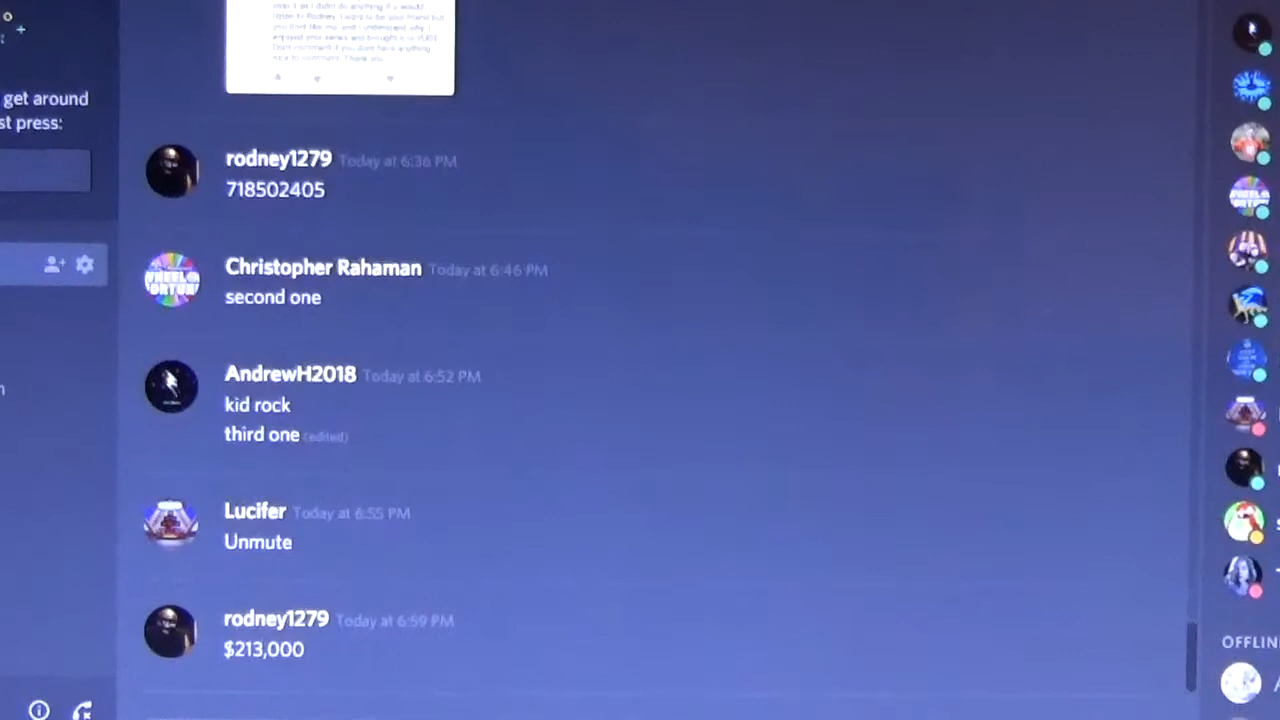 get around
st press:
rodney1279 Today at 6:36 PM
718502405
Christopher Rahaman Today at 6:46 PM
second one
AndrewH2018 Today at 6:52 PM
kid rock
third one (edited)
Lucifer Today at 6:55 PM
Unmute
rodney1279 Today at 6:59 PM
$213,000
OFFLIN